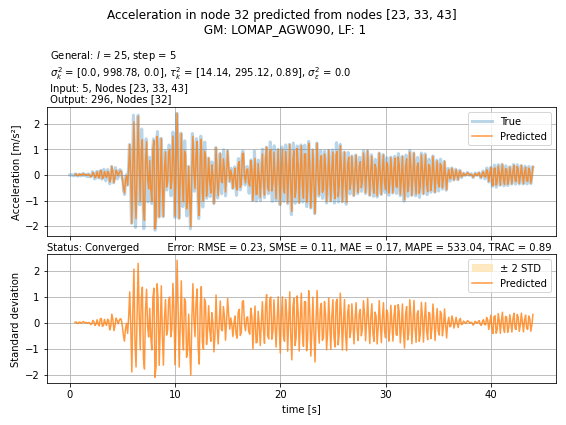 Acceleration in node 32 predicted from nodes [23, 33, 43]
GM: LOMAP_AGW090, LF: 1
General: l = 25, step = 5
σ²ₖ = [0.0, 998.78, 0.0], τ²ₖ = [14.14, 295.12, 0.89], σ²ε = 0.0
Input: 5, Nodes [23, 33, 43]
Output: 296, Nodes [32]
Acceleration [m/s²]
2
1
0
−1
−2
True
Predicted
Status: Converged Error: RMSE = 0.23, SMSE = 0.11, MAE = 0.17, MAPE = 533.04, TRAC = 0.89
Standard deviation
2
1
0
−1
−2
± 2 STD
Predicted
0 10 20 30 40
time [s]